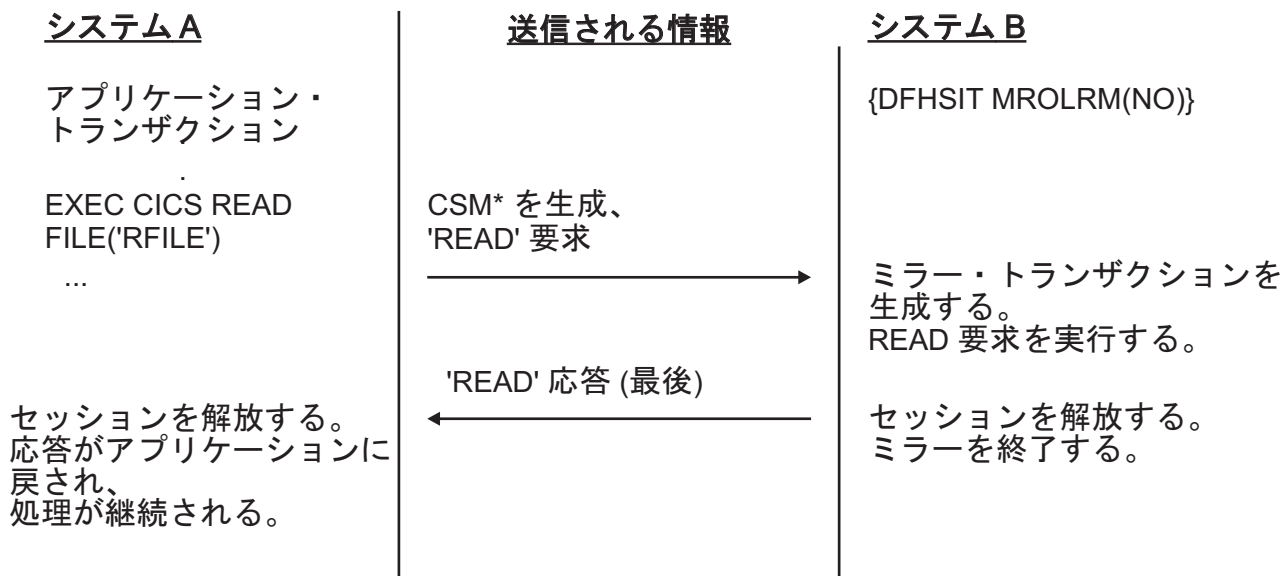 システム A
送信される情報
システム B
アプリケーション・
トランザクション
.
.
{DFHSIT MROLRM(NO)}
EXEC CICS READ
FILE('RFILE')
...
CSM* を生成、
'READ' 要求
ミラー・トランザクションを
生成する。
READ 要求を実行する。
'READ' 応答 (最後)
セッションを解放する。
応答がアプリケーションに
戻され、
処理が継続される。
セッションを解放する。
ミラーを終了する。